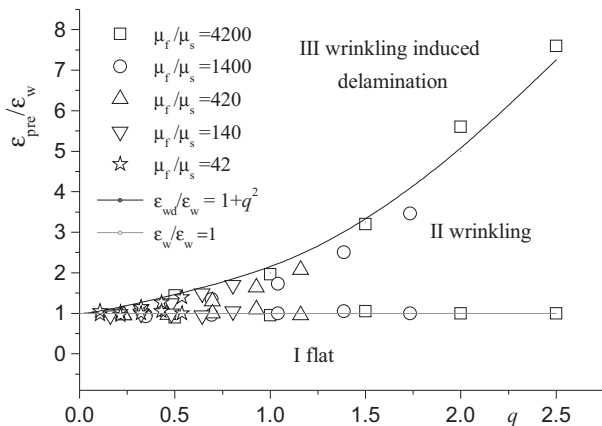 μ_f/μ_s=4200
μ_f/μ_s=1400
μ_f/μ_s=420
μ_f/μ_s=140
μ_f/μ_s=42
ε_wd/ε_w = 1+q²
ε_w/ε_w=1
III wrinkling induced
delamination
II wrinkling
I flat
ε_pre/ε_w
8
7
6
5
4
3
2
1
0
0.0 0.5 1.0 1.5 2.0 q 2.5